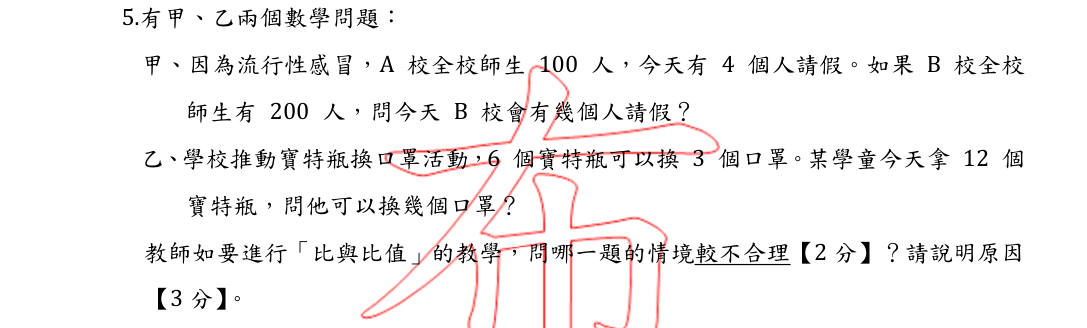 5.有甲、乙兩個數學問題：
甲、因為流行性感冒，A 校全校師生 100 人，今天有 4 個人請假。如果 B 校全校
師生有 200 人，問今天 B 校會有幾個人請假？
乙、學校推動寶特瓶換口罩活動，6 個寶特瓶可以換 3 個口罩。某學童今天拿 12 個
寶特瓶，問他可以換幾個口罩？
教師如要進行「比與比值」的教學，問哪一題的情境較不合理【2 分】？請說明原因
【3 分】。
布